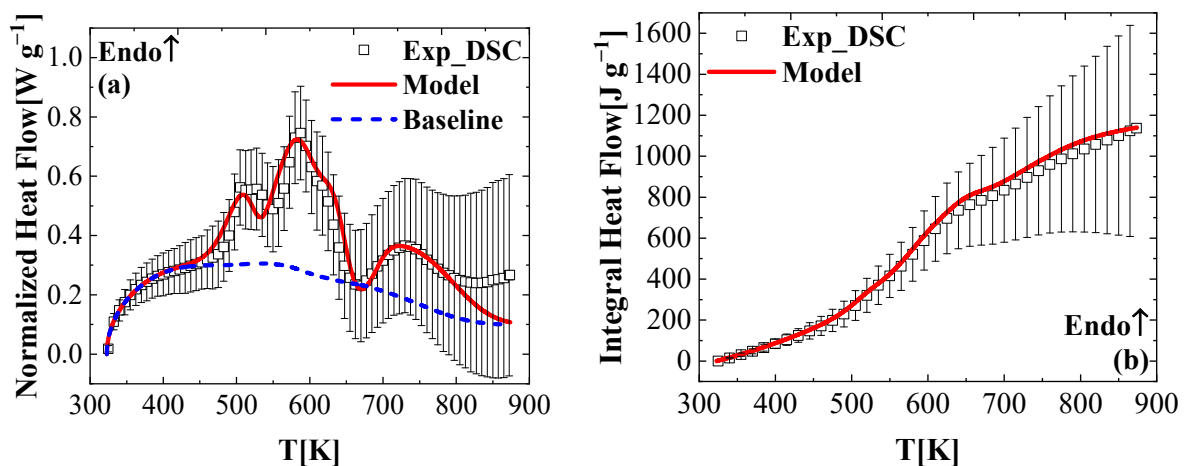 Normalized Heat Flow[W g⁻¹]
1.0
0.8
0.6
0.4
0.2
0.0
Endo↑
(a)
Exp_DSC
Model
Baseline
300 400 500 600 700 800 900
T[K]
Integral Heat Flow[J g⁻¹]
1600
1400
1200
1000
800
600
400
200
0
Exp_DSC
Model
Endo↑
(b)
300 400 500 600 700 800 900
T[K]